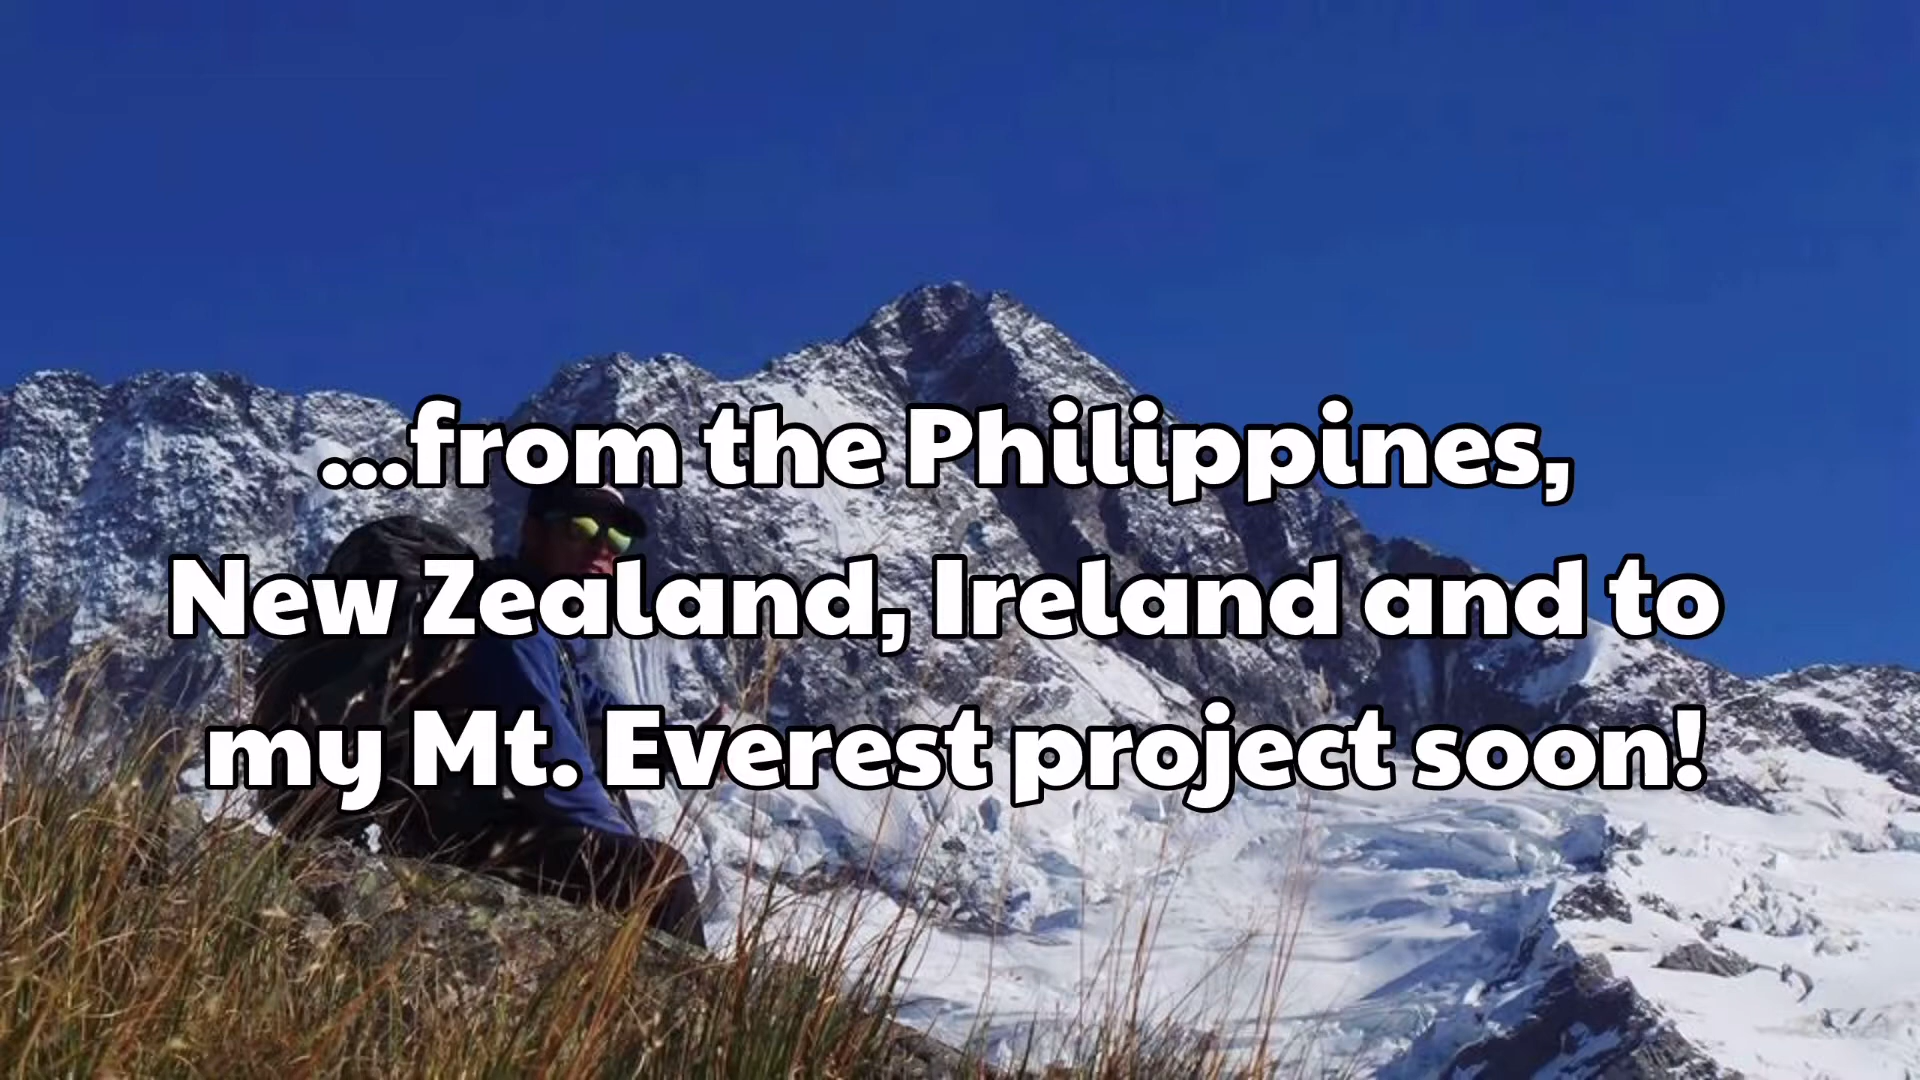 ...from the Philippines,
New Zealand, Ireland and to
my Mt. Everest project soon!